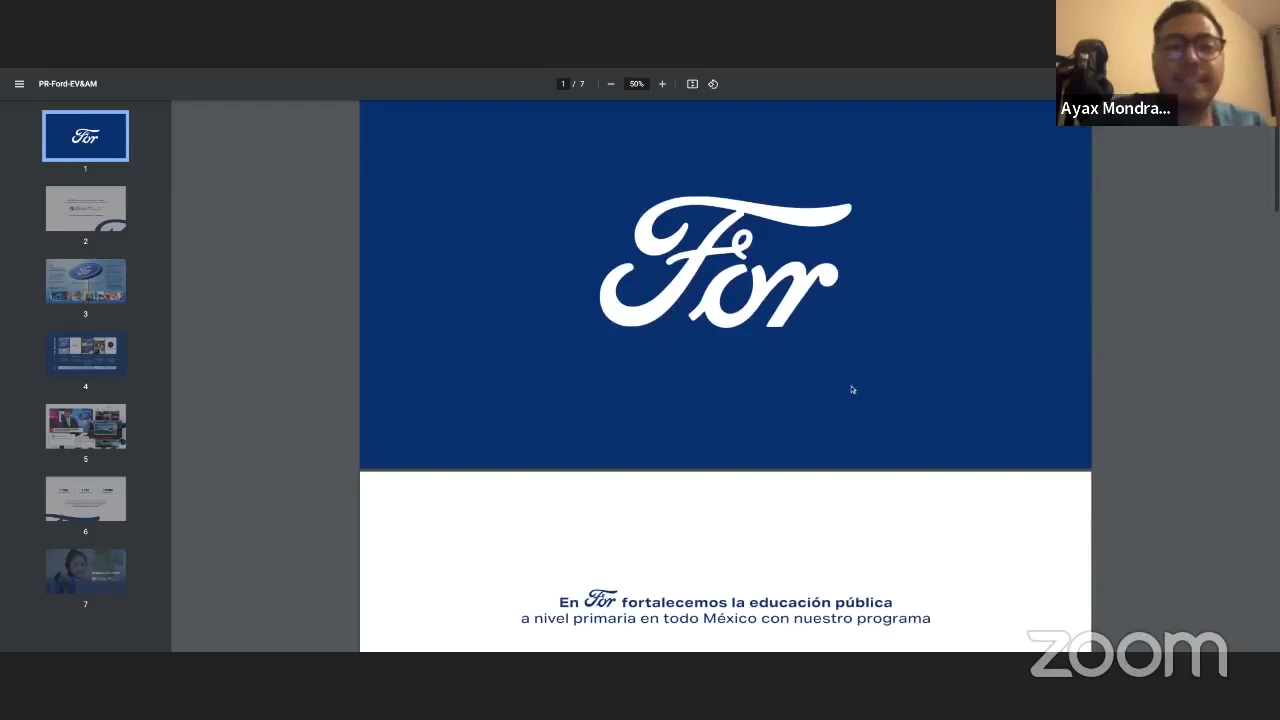 PR-Ford-EV&AM
1 / 7
50%
Ayax Mondra...
For
1
2
3
4
5
6
7
For
En For fortalecemos la educación pública
a nivel primaria en todo México con nuestro programa
zoom